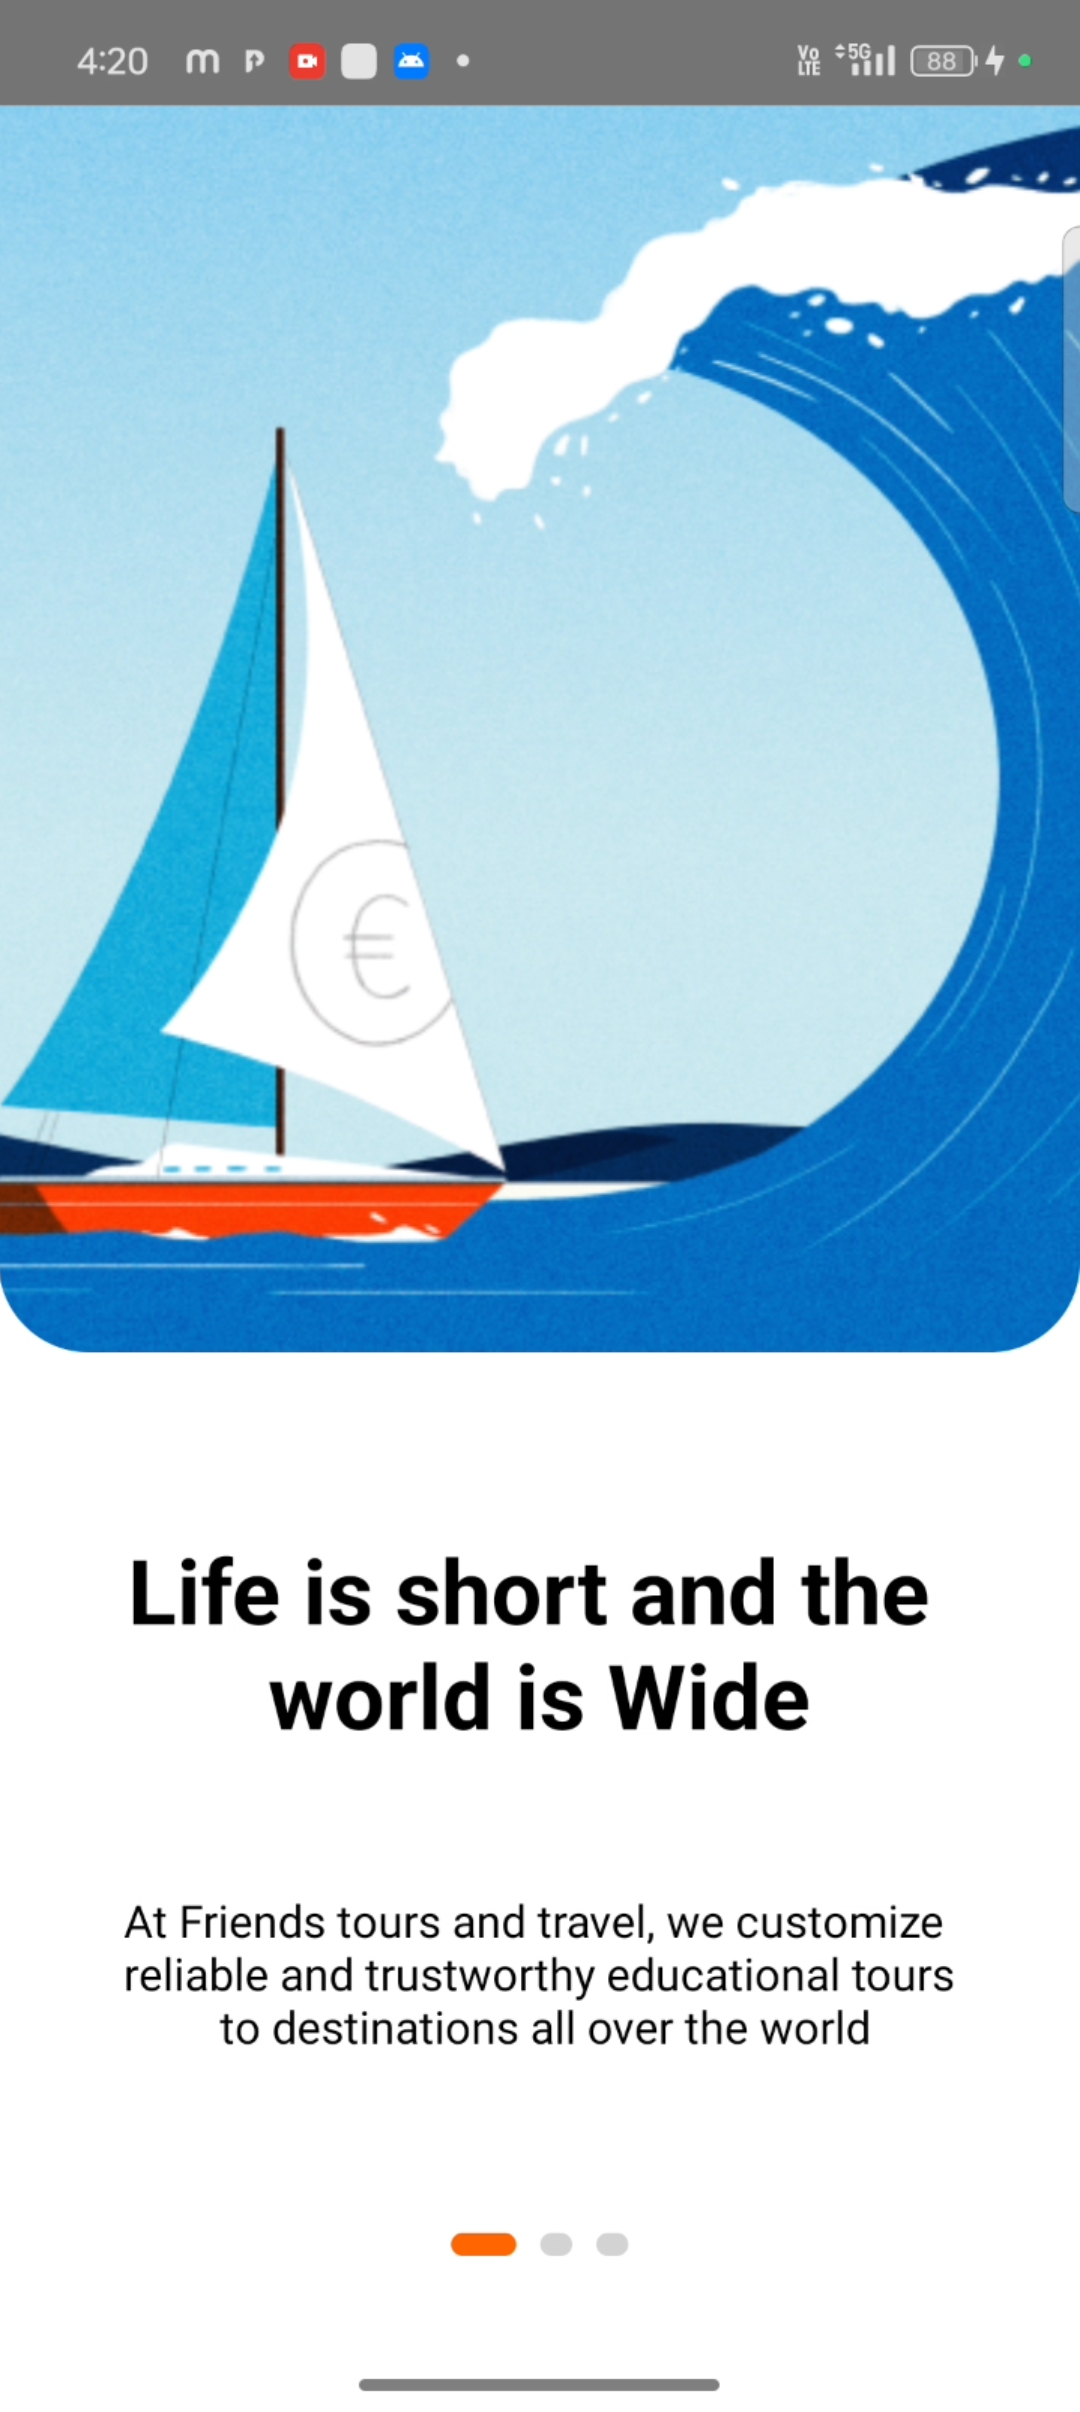 4:20
Vo
LTE
5G
88
€
Life is short and the
world is Wide
At Friends tours and travel, we customize
reliable and trustworthy educational tours
to destinations all over the world